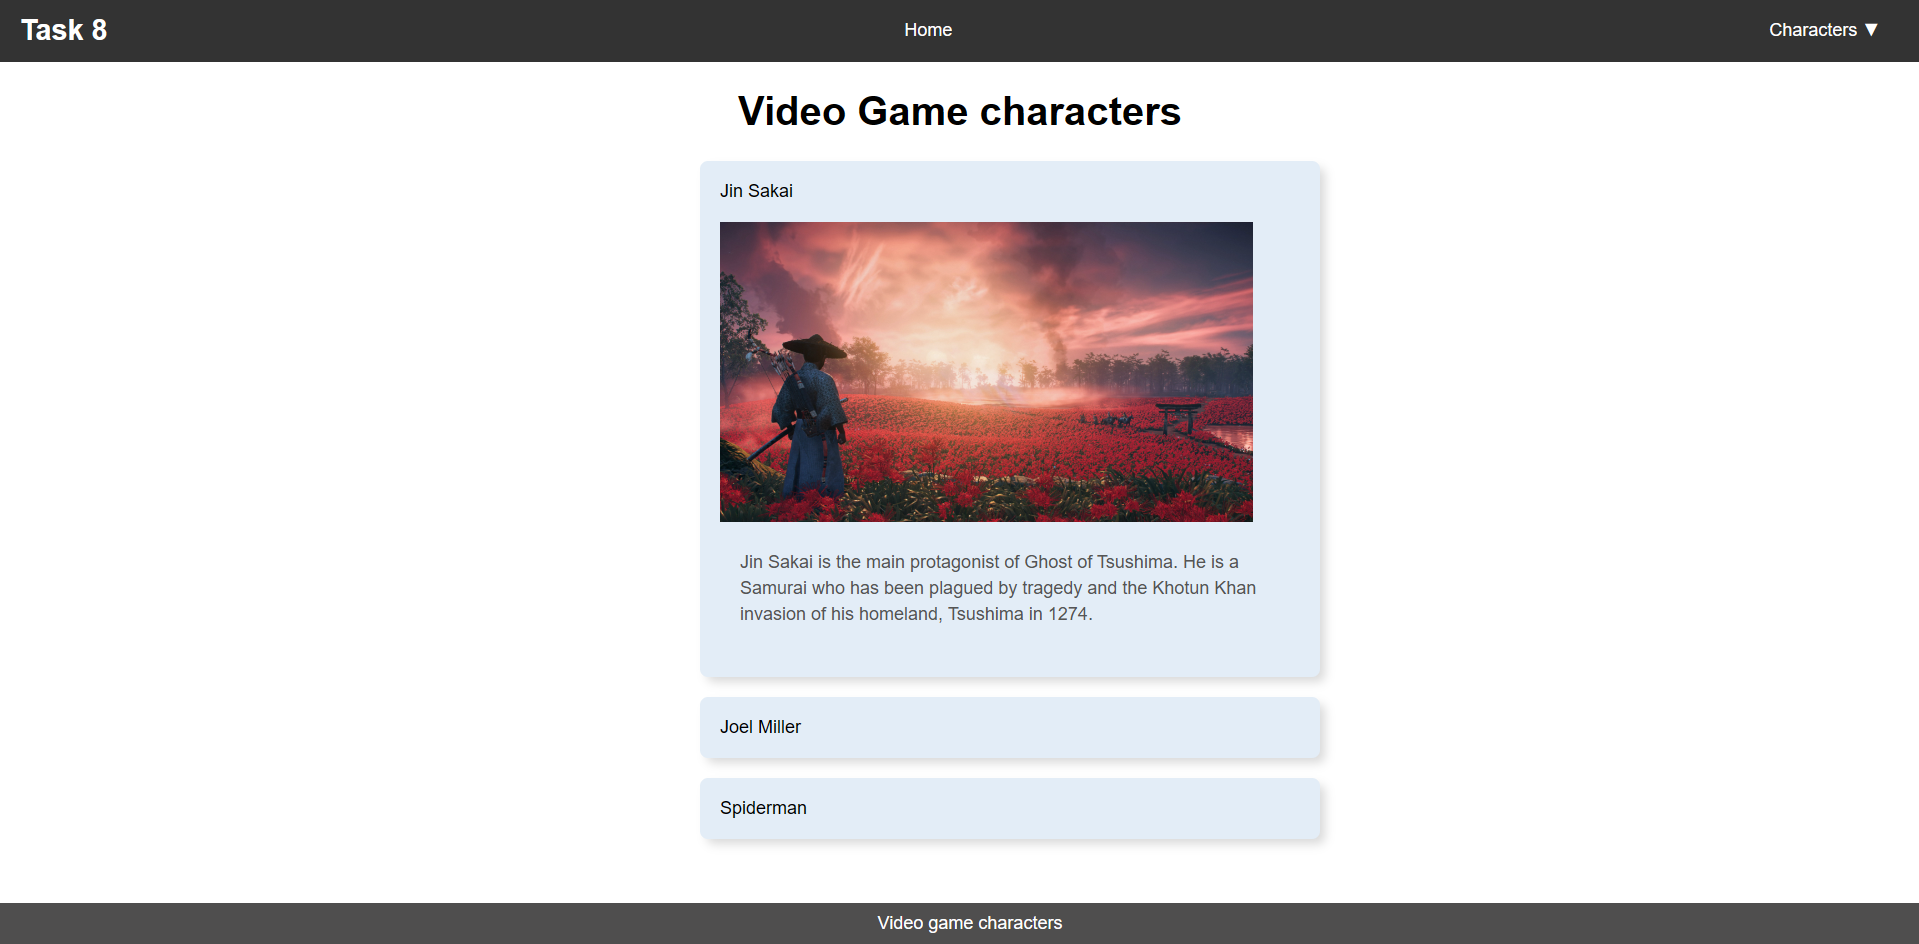 Task 8
Home
Characters ▼
Video Game characters
Jin Sakai
Jin Sakai is the main protagonist of Ghost of Tsushima. He is a
Samurai who has been plagued by tragedy and the Khotun Khan
invasion of his homeland, Tsushima in 1274.
Joel Miller
Spiderman
Video game characters